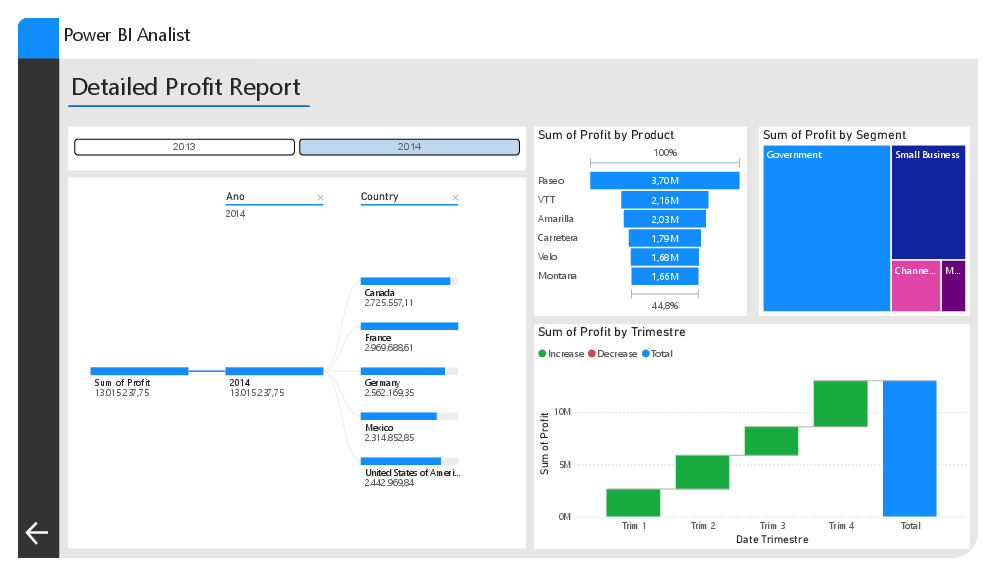 Power BI Analist
Detailed Profit Report
2013
2014
Ano
2014
Country
Canada
2.725.557,11
France
2.969.688,61
Sum of Profit
13.015.237,75
2014
13.015.237,75
Germany
2.562.169,35
Mexico
2.314.852,85
United States of Ameri...
2.442.969,84
Sum of Profit by Product
100%
Paseo 3,70M
VTT 2,16M
Amarilla 2,03M
Carretera 1,79M
Velo 1,68M
Montana 1,66M
44,8%
Sum of Profit by Segment
Government
Small Business
Channe...
M...
Sum of Profit by Trimestre
Increase Decrease Total
Sum of Profit
10M
5M
0M
Trim 1 Trim 2 Trim 3 Trim 4 Total
Date Trimestre